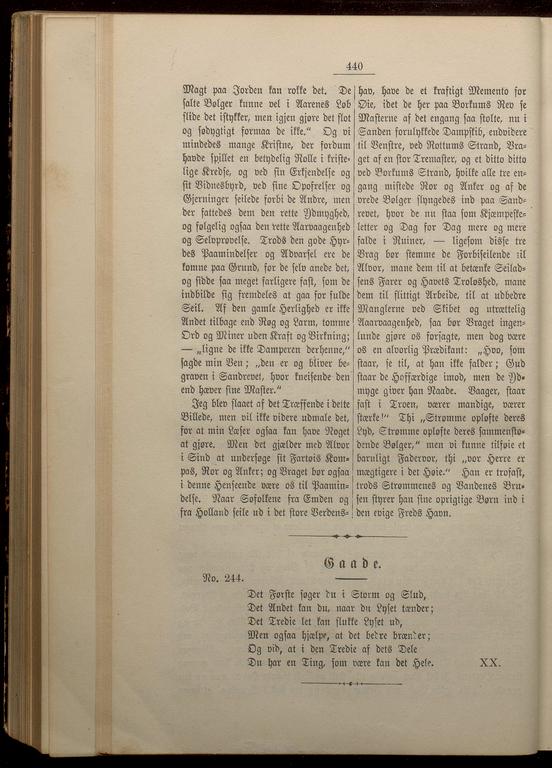 440
Magt paa Jorden kan rokke det. De
salte Bølger kunne vel i Aarenes Løb
slide det istykker, men igjen gjøre det flot
og sødygtigt formaa de ikke.“ Og vi
mindedes mange Kristne, der fordum
havde spillet en betydelig Rolle i kriste-
lige Kredse, og ved sin Erkjendelse og
sit Vidnesbyrd, ved sine Opofrelser og
Gjerninger seilede forbi de Andre, men
der fattedes dem den rette Ydmyghed,
og følgelig ogsaa den rette Aarvaagenhed
og Selvprøvelse. Trods den gode Hyr-
des Paamindelser og Advarsel ere de
komne paa Grund, før de selv anede det,
og sidde saa meget farligere fast, som de
indbilde sig fremdeles at gaa for fulde
Seil. Af den gamle Herlighed er ikke
Andet tilbage end Røg og Larm, tomme
Ord og Miner uden Kraft og Virkning;
— „ligne de ikke Damperen derhenne,“
sagde min Ven; „den er og bliver be-
graven i Sandrevet, hvor kneisende den
end hæver sine Master.“
Jeg blev slaaet af det Træffende i dette
Billede, men vil ikke videre udmale det,
for at min Læser ogsaa kan have Noget
at gjøre. Men det gjælder med Alvor
i Sind at undersøge sit Fartøis Kom-
pas, Ror og Anker; og Vraget bør ogsaa
i denne Henseende være os til Paamin-
delse. Naar Søfolkene fra Emden og
fra Holland seile ud i det store Verdens-
hav, have de et kraftigt Memento for
Øie, idet de her paa Borkums Rev se
Masterne af det engang saa stolte, nu i
Sanden forulykkede Dampskib, endvidere
til Venstre, ved Rottums Strand, Vra-
get af en stor Tremaster, og et ditto ditto
ved Borkums Strand, hvilke alle tre en-
gang mistede Ror og Anker og af de
vrede Bølger slyngedes ind paa Sand-
revet, hvor de nu staa som Kjæmpeske-
letter og Dag for Dag mere og mere
falde i Ruiner, — ligesom disse tre
Vrag bør stemme de Forbiseilende til
Alvor, mane dem til at betænke Seilad-
sens Farer og Havets Troløshed, mane
dem til flittigt Arbeide, til at udbedre
Manglerne ved Skibet og utrættelig
Aarvaagenhed, saa bør Vraget ingen-
lunde gjøre os forsagte, men dog være
os en alvorlig Prædikant: „Hvo, som
staar, se til, at han ikke falder; Gud
staar de Hoffærdige imod, men de Yd-
myge giver han Naade. Vaager, staar
fast i Troen, værer mandige, værer
stærke!“ Thi „Strømme opløfte deres
Lyd, Strømme opløfte deres sammenstø-
dende Bølger,“ men vi kunne tilføie et
barnligt Fadervor, thi „vor Herre er
mægtigere i det Høie.“ Han er trofast,
trods Strømmenes og Vandenes Bru-
sen styrer han sine oprigtige Børn ind i
den evige Freds Havn.
Gaade.
No. 244.
Det Første søger du i Storm og Slud,
Det Andet kan du, naar du Lyset tænder;
Det Tredie let kan slukke Lyset ud,
Men ogsaa hjælpe, at det bedre brænder;
Og vid, at i den Tredie af dets Dele
Du har en Ting, som være kan det Hele. XX.